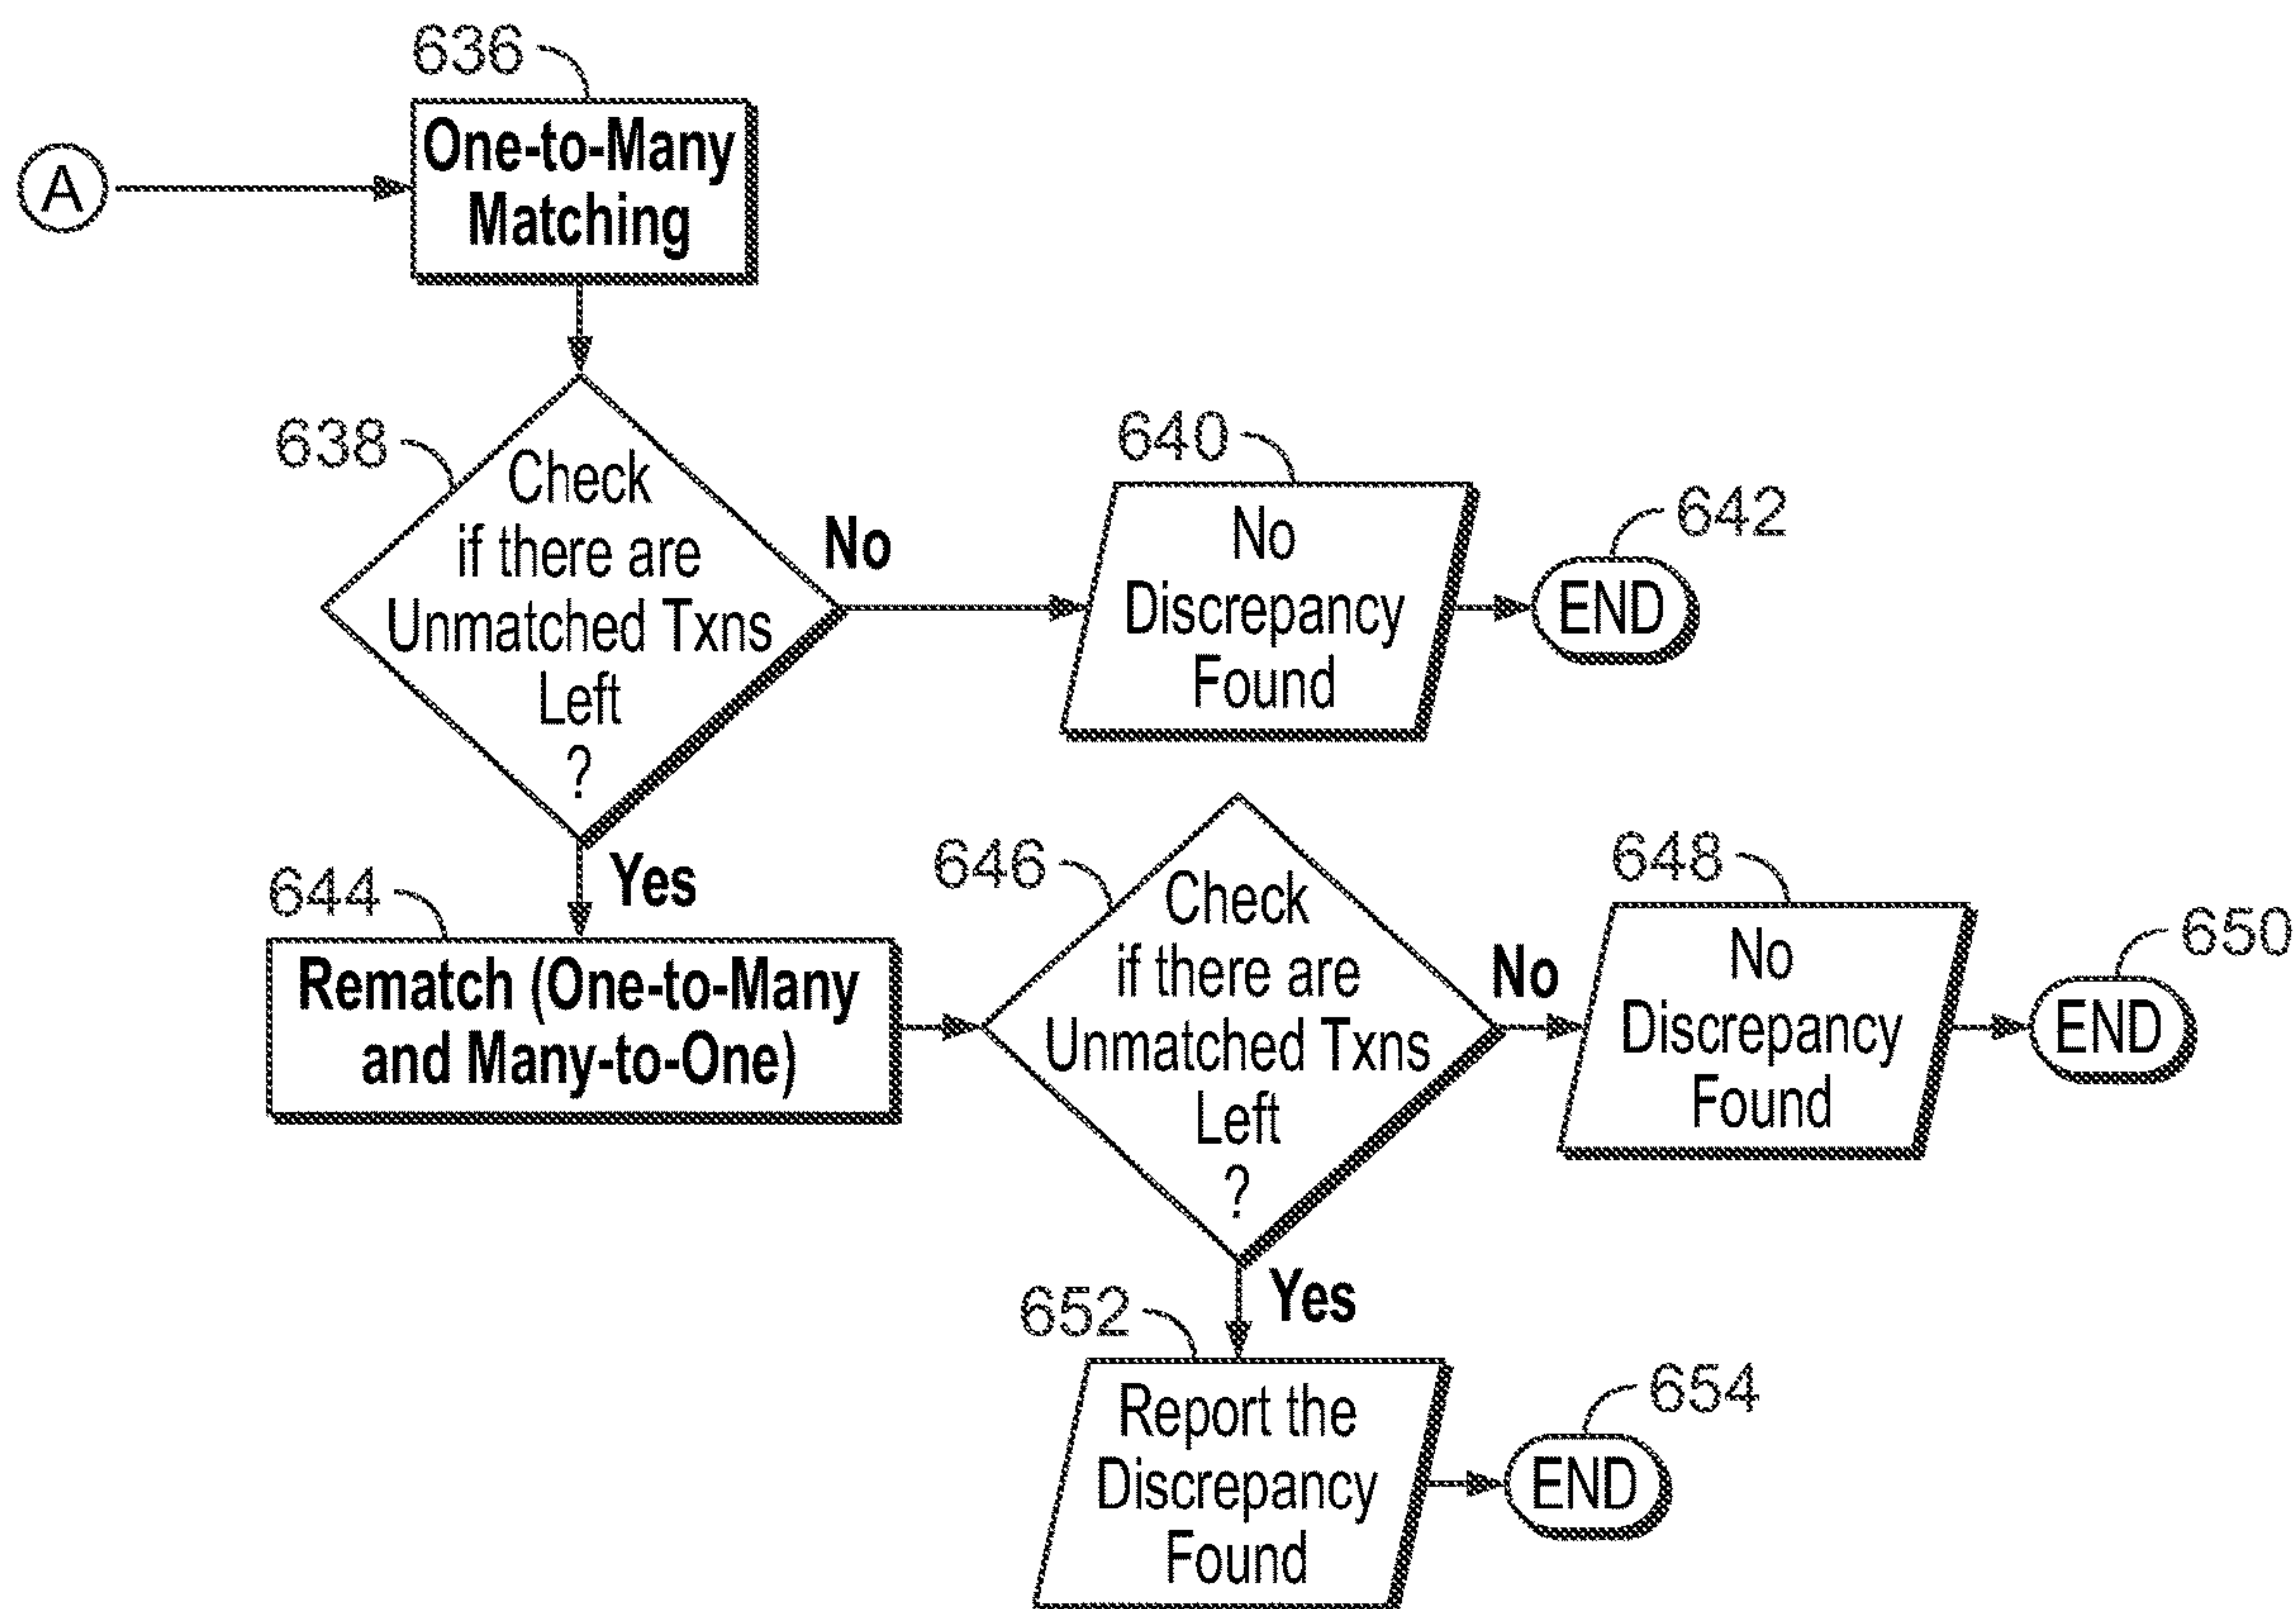 636
A
One-to-Many
Matching
638
Check
if there are
Unmatched Txns
Left
?
No
640
No
Discrepancy
Found
642
END
Yes
644
Rematch (One-to-Many
and Many-to-One)
646
Check
if there are
Unmatched Txns
Left
?
No
648
No
Discrepancy
Found
650
END
Yes
652
Report the
Discrepancy
Found
654
END